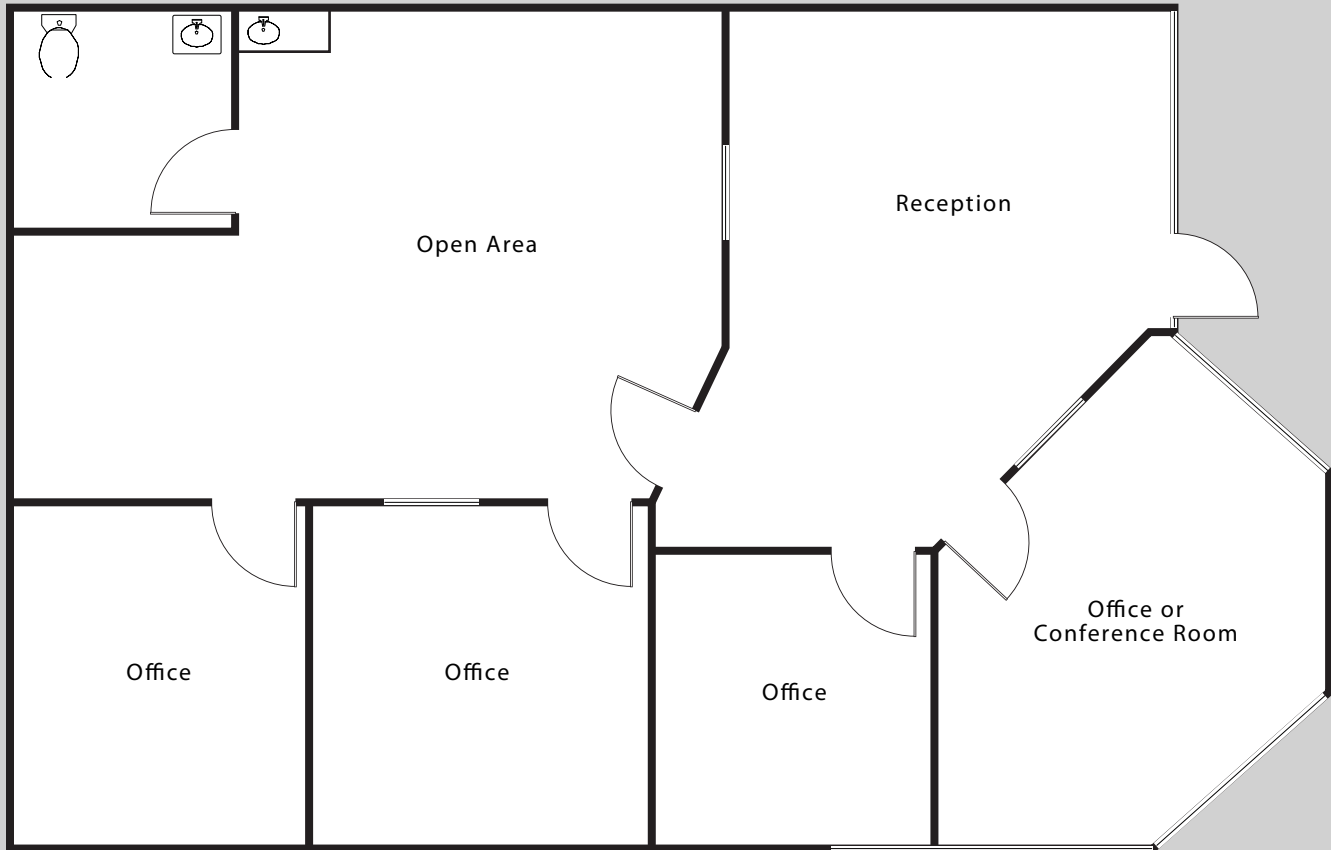 Reception
Open Area
Office or
Conference Room
Office
Office
Office